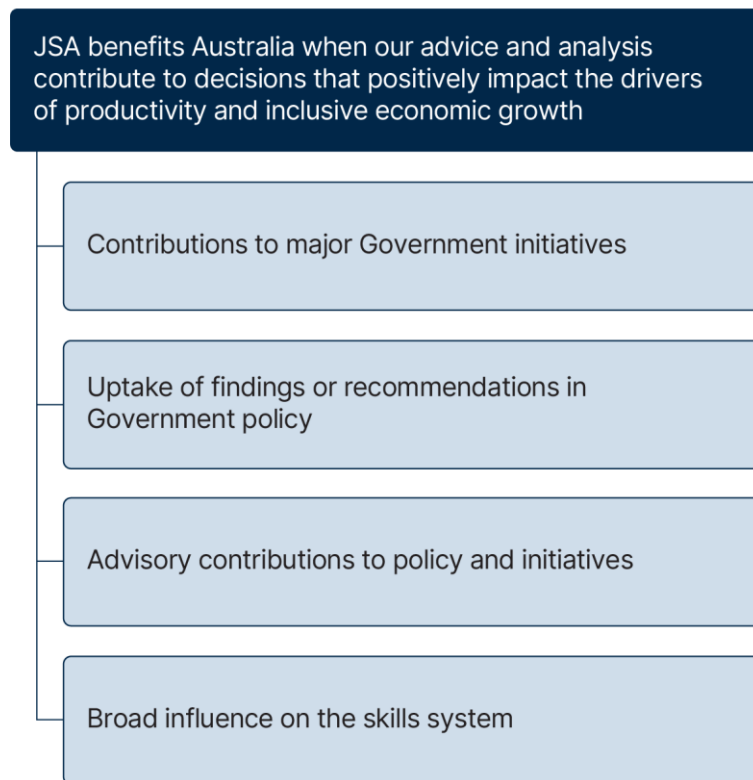 JSA benefits Australia when our advice and analysis
contribute to decisions that positively impact the drivers
of productivity and inclusive economic growth
Contributions to major Government initiatives
Uptake of findings or recommendations in
Government policy
Advisory contributions to policy and initiatives
Broad influence on the skills system